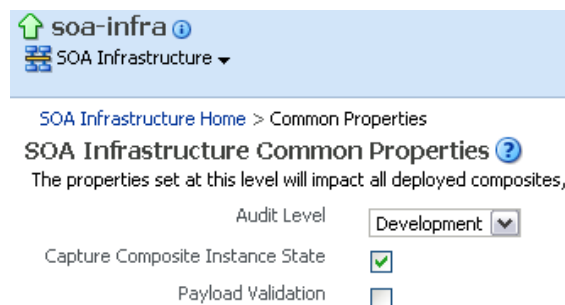 soa-infra
SOA Infrastructure
SOA Infrastructure Home > Common Properties
SOA Infrastructure Common Properties
The properties set at this level will impact all deployed composites,
Audit Level Development
Capture Composite Instance State
Payload Validation